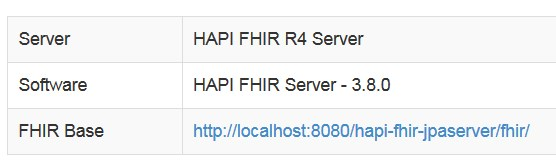 Server HAPI FHIR R4 Server
Software HAPI FHIR Server - 3.8.0
FHIR Base http://localhost:8080/hapi-fhir-jpaserver/fhir/